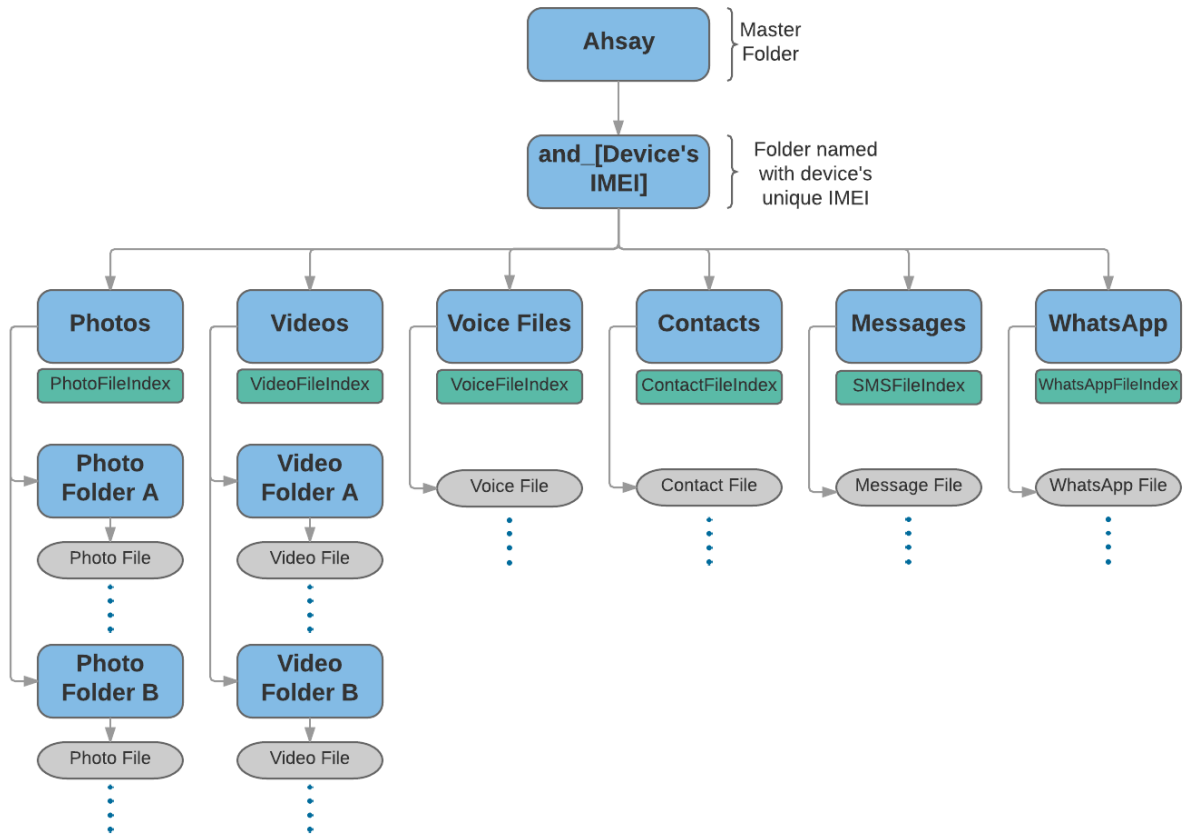 Ahsay
Master
Folder
and_[Device's
IMEI]
Folder named
with device's
unique IMEI
Photos
Videos
Voice Files
Contacts
Messages
WhatsApp
PhotoFileIndex
VideoFileIndex
VoiceFileIndex
ContactFileIndex
SMSFileIndex
WhatsAppFileIndex
Photo
Folder A
Video
Folder A
Voice File
Contact File
Message File
WhatsApp File
Photo File
Video File
Photo
Folder B
Video
Folder B
Photo File
Video File